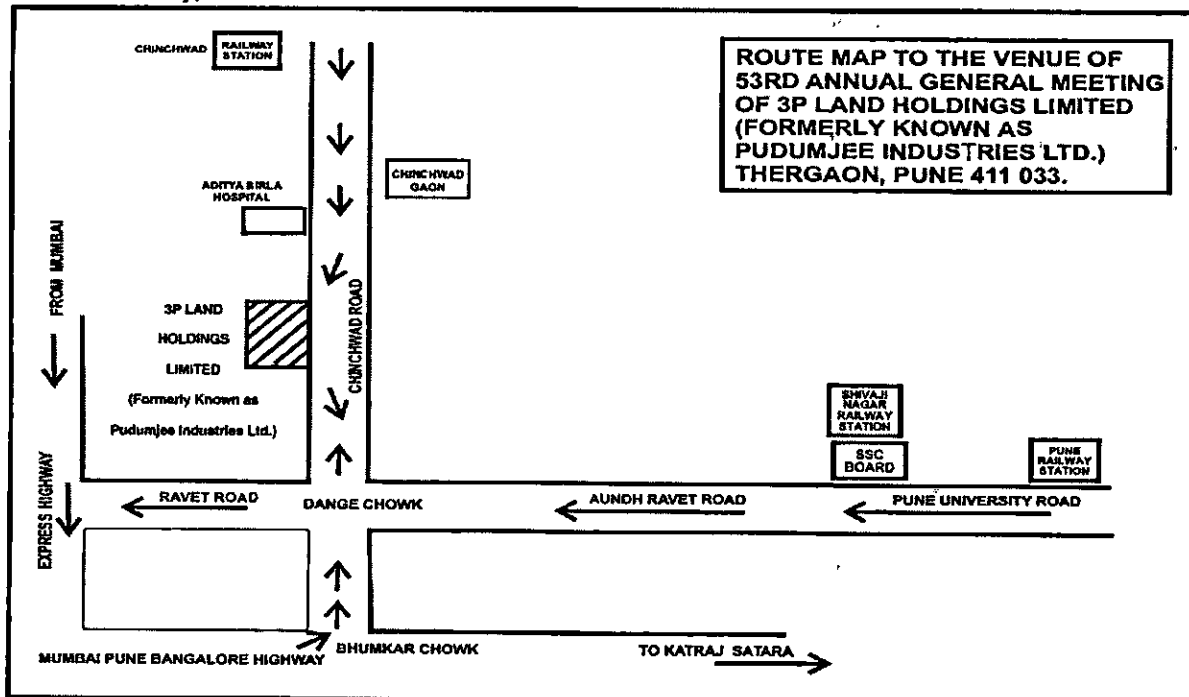 CHINCHWAD
RAILWAY
STATION
ROUTE MAP TO THE VENUE OF
53RD ANNUAL GENERAL MEETING
OF 3P LAND HOLDINGS LIMITED
(FORMERLY KNOWN AS
PUDUMJEE INDUSTRIES LTD.)
THERGAON, PUNE 411 033.
CHINCHWAD
GAON
ADITYA BIRLA
HOSPITAL
FROM MUMBAI
3P LAND
HOLDINGS
LIMITED
(Formerly Known as
Pudumjee Industries Ltd.)
CHINCHWAD ROAD
SHIVAJI
NAGAR
RAILWAY
STATION
SSC
BOARD
PUNE
RAILWAY
STATION
EXPRESS HIGHWAY
RAVET ROAD
DANGE CHOWK
AUNDH RAVET ROAD
PUNE UNIVERSITY ROAD
MUMBAI PUNE BANGALORE HIGHWAY
BHUMKAR CHOWK
TO KATRAJ SATARA